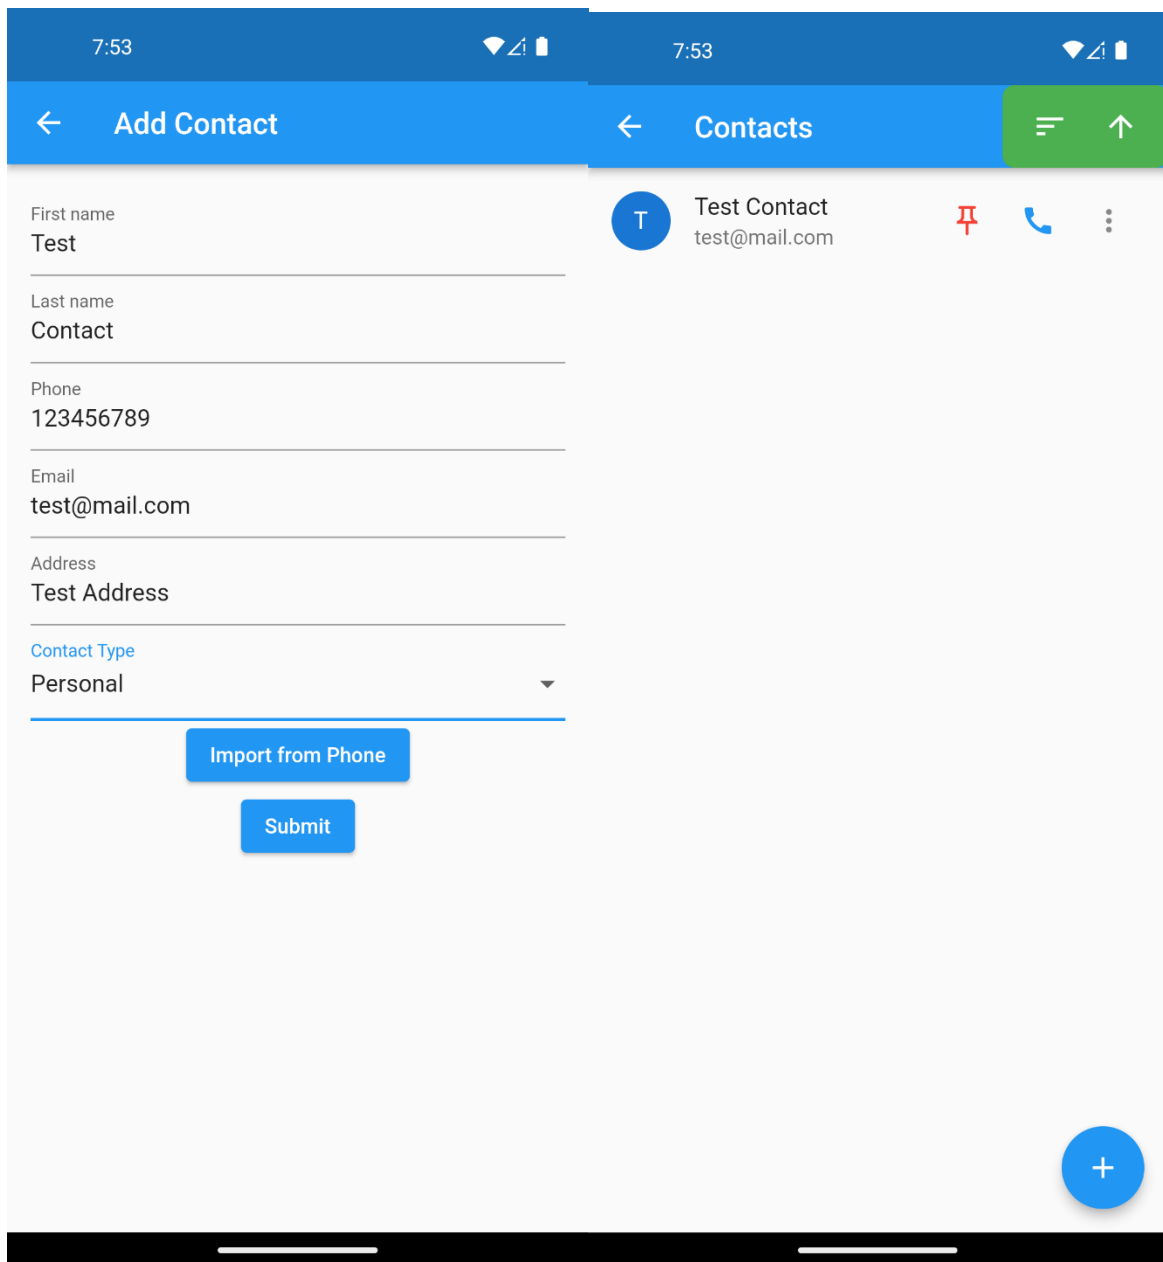 7:53
Add Contact
First name
Test
Last name
Contact
Phone
123456789
Email
test@mail.com
Address
Test Address
Contact Type
Personal
Import from Phone
Submit
7:53
Contacts
T
Test Contact
test@mail.com